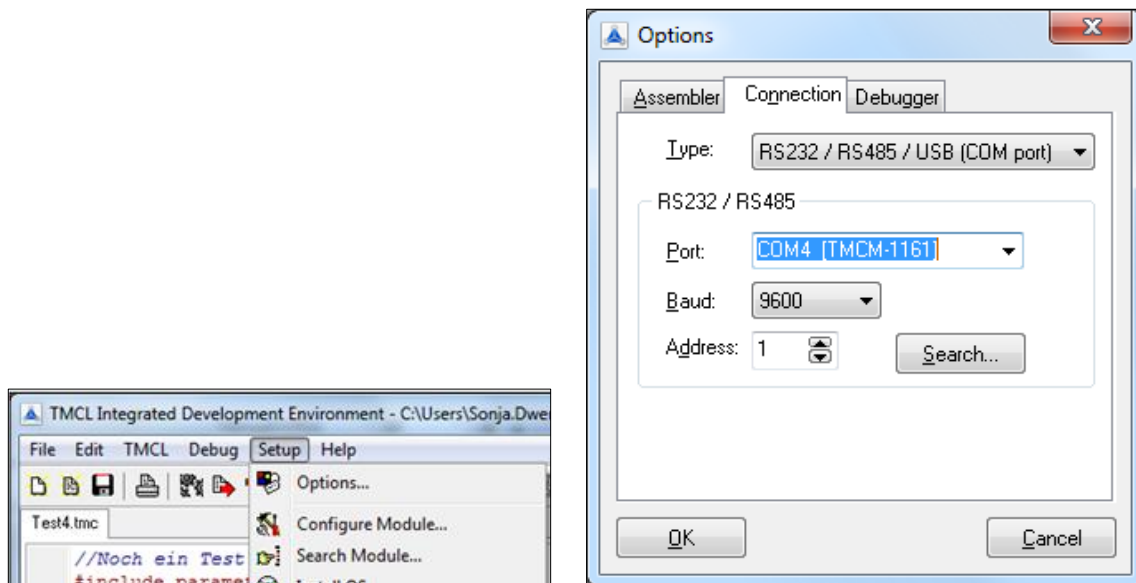 TMCL Integrated Development Environment - C:\Users\Sonja.Dwe
File Edit TMCL Debug Setup Help
Options...
Test4.tmc
Configure Module...
//Noch ein Test
Search Module...
#include parame
Options
Assembler Connection Debugger
Type: RS232 / RS485 / USB (COM port)
RS232 / RS485
Port: COM4 (TMCM-1161)
Baud: 9600
Address: 1 Search...
OK Cancel